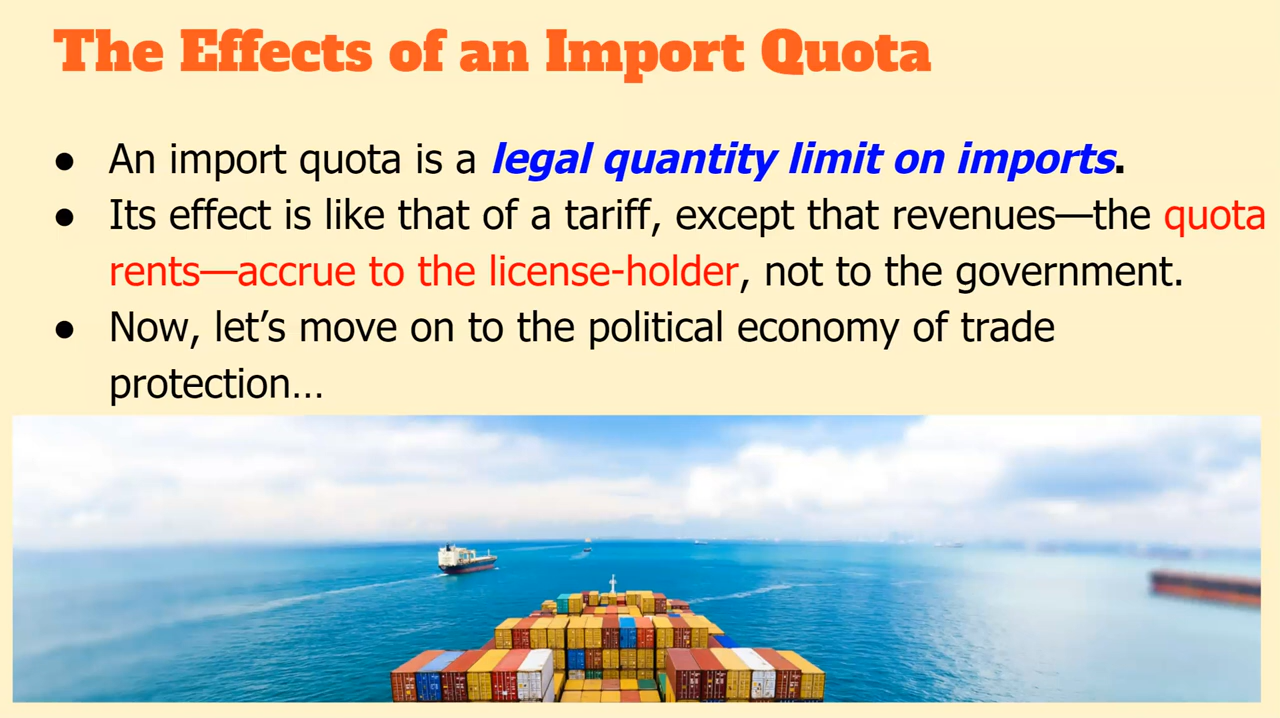 The Effects of an Import Quota
● An import quota is a legal quantity limit on imports.
● Its effect is like that of a tariff, except that revenues—the quota
rents—accrue to the license-holder, not to the government.
● Now, let’s move on to the political economy of trade
protection…